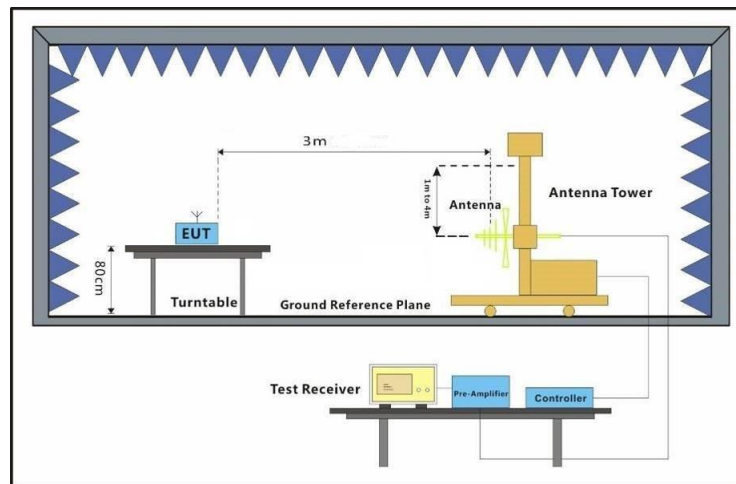 3m
1m to 4m
Antenna
Antenna Tower
EUT
80cm
Turntable
Ground Reference Plane
Test Receiver
Pre-Amplifier
Controller